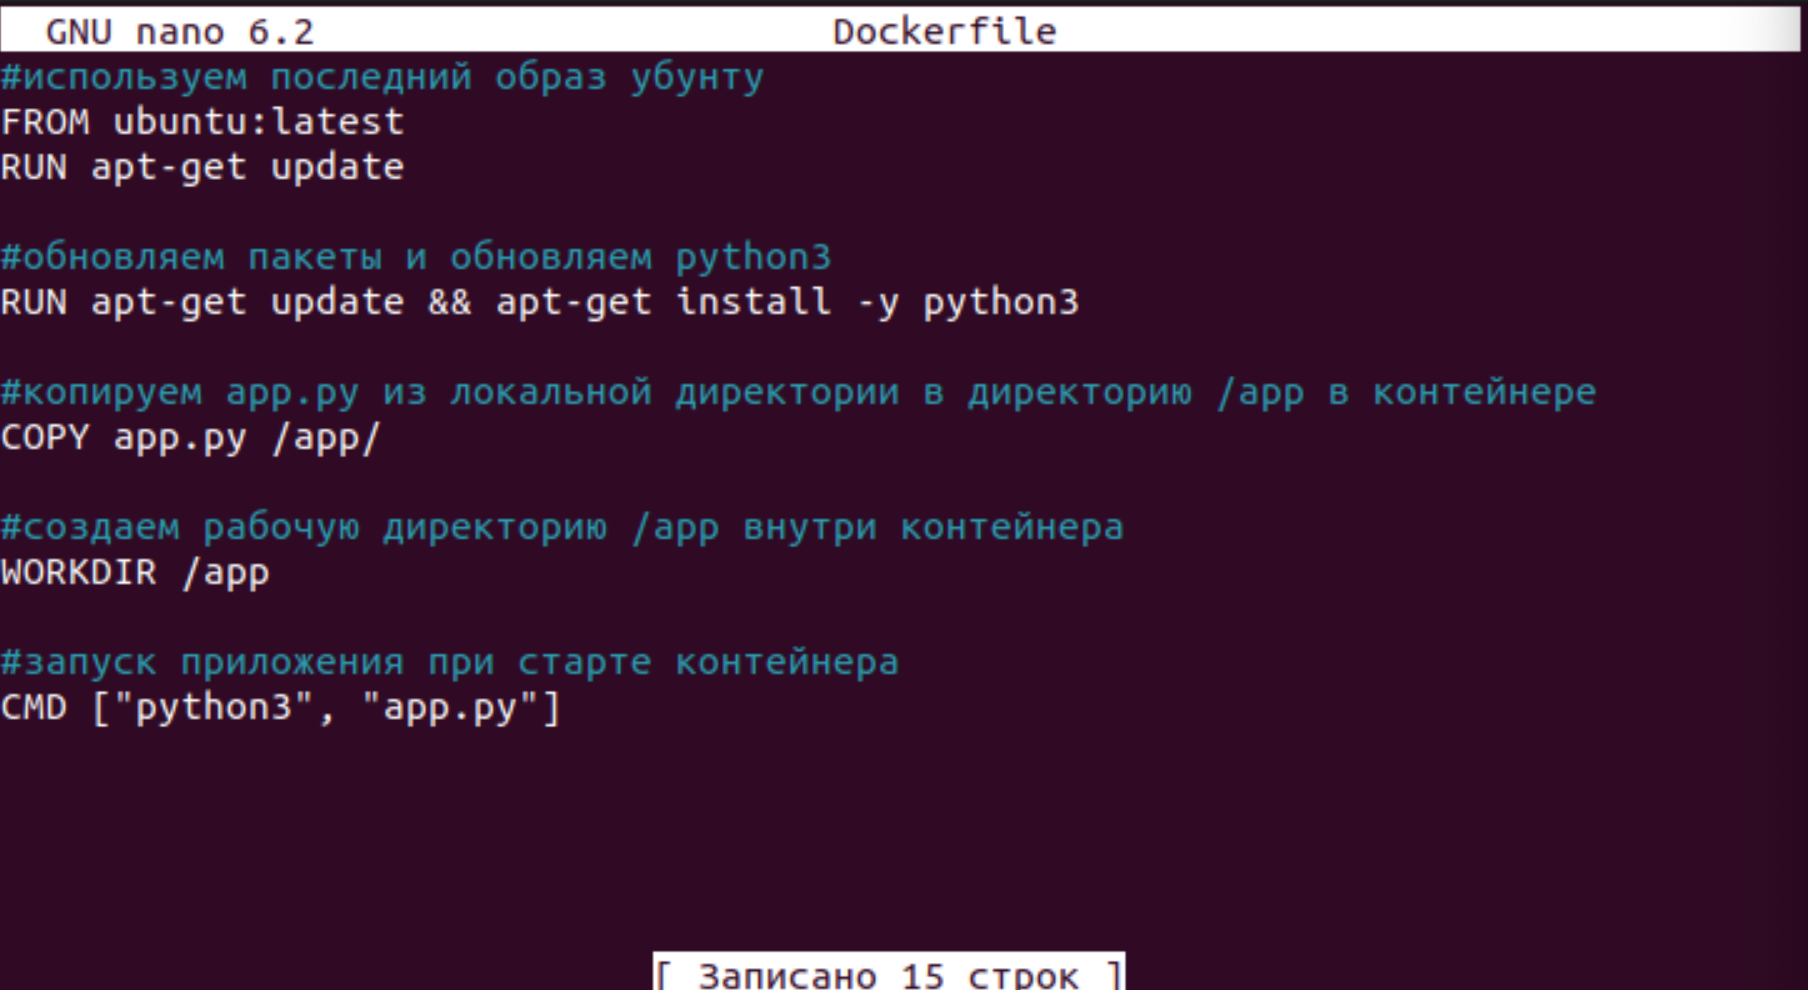 GNU nano 6.2 Dockerfile
#используем последний образ убунту
FROM ubuntu:latest
RUN apt-get update
#обновляем пакеты и обновляем python3
RUN apt-get update && apt-get install -y python3
#копируем app.py из локальной директории в директорию /app в контейнере
COPY app.py /app/
#создаем рабочую директорию /app внутри контейнера
WORKDIR /app
#запуск приложения при старте контейнера
CMD ["python3", "app.py"]
[ Записано 15 строк ]